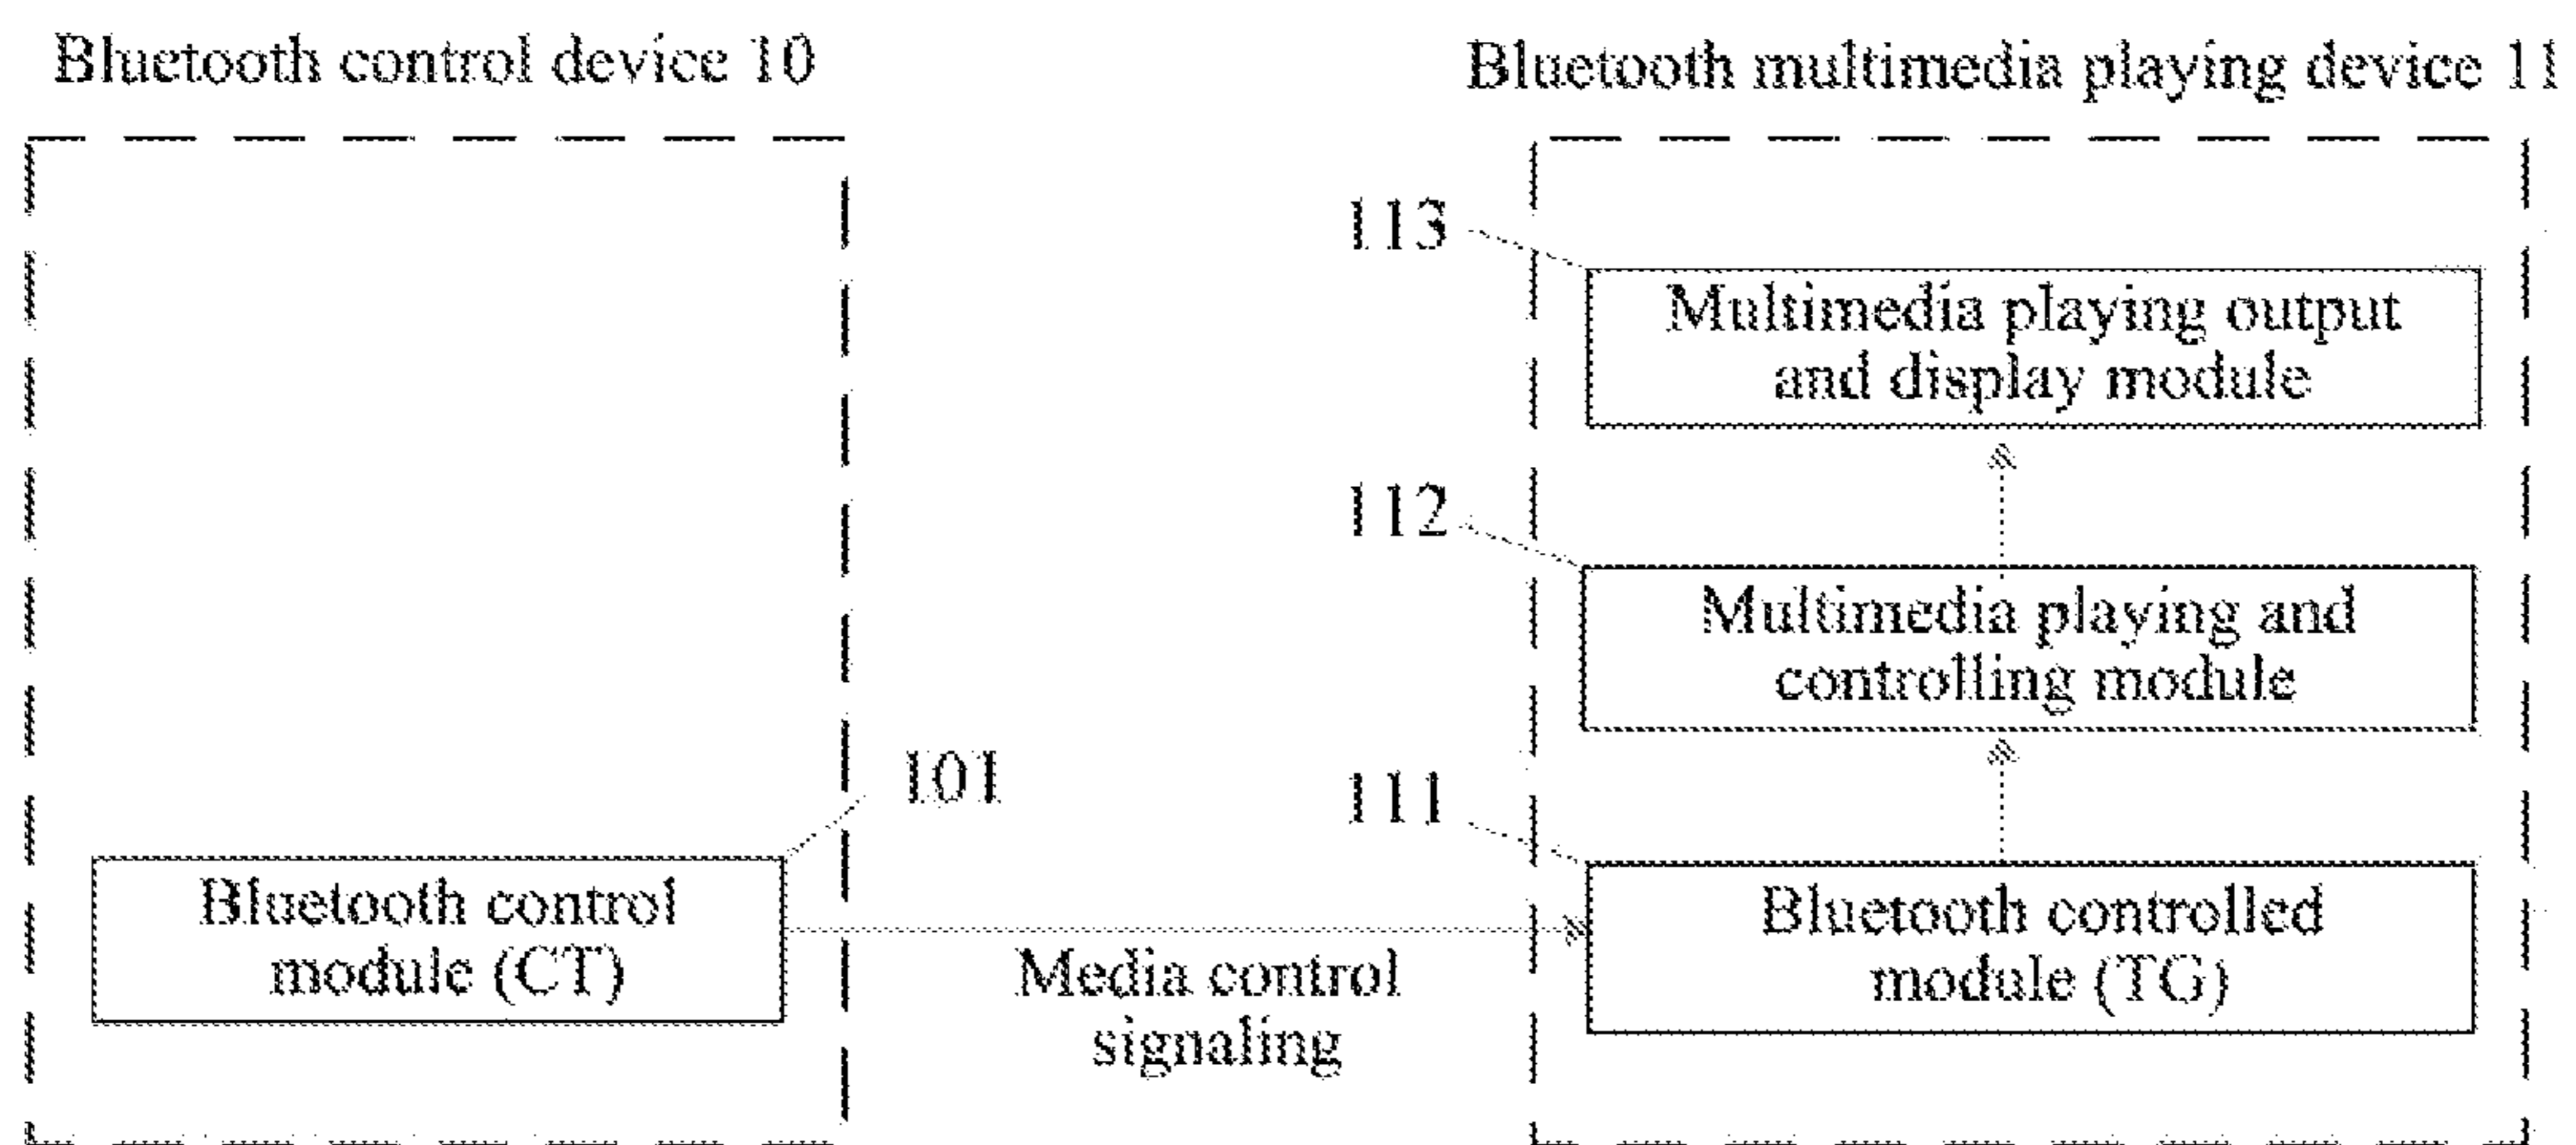 Bluetooth control device 10
Bluetooth multimedia playing device 11
113
Multimedia playing output
and display module
112
Multimedia playing and
controlling module
101
111
Bluetooth control
module (CT)
Media control
signaling
Bluetooth controlled
module (TG)